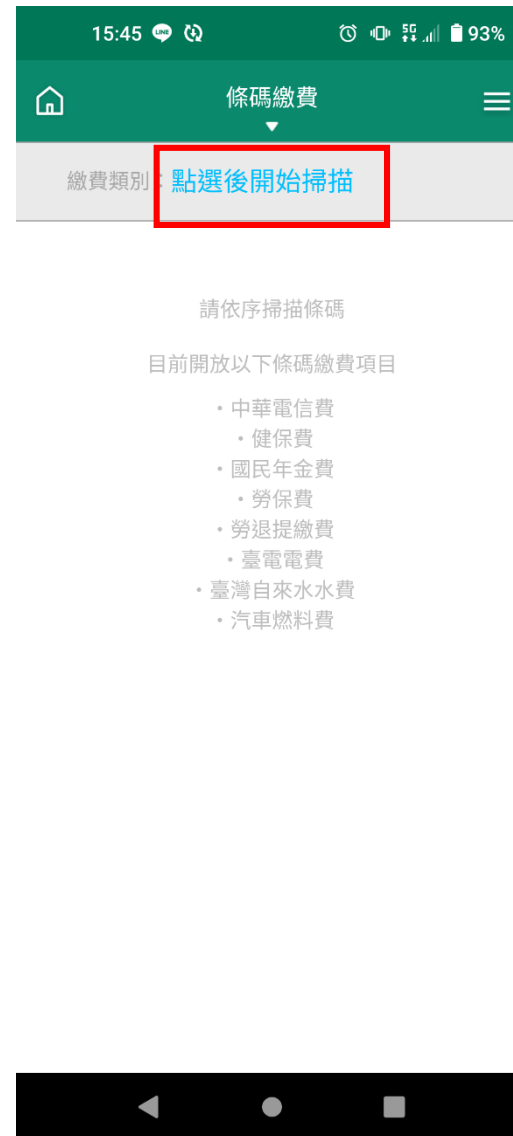 15:45 LINE 5G 93%
條碼繳費
繳費類別：點選後開始掃描
請依序掃描條碼
目前開放以下條碼繳費項目
・中華電信費
・健保費
・國民年金費
・勞保費
・勞退提繳費
・臺電電費
・臺灣自來水水費
・汽車燃料費